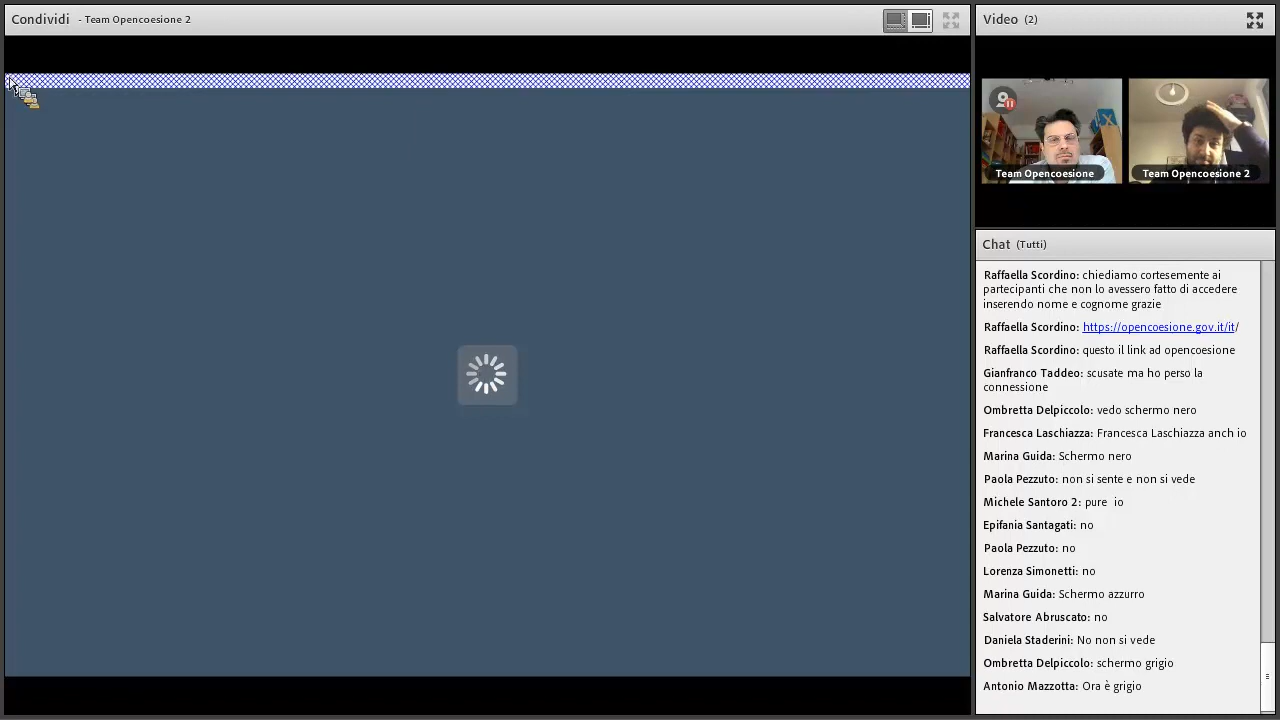 Condividi - Team Opencoesione 2
Video (2)
Team Opencoesione
Team Opencoesione 2
Chat (Tutti)
Raffaella Scordino: chiediamo cortesemente ai
partecipanti che non lo avessero fatto di accedere
inserendo nome e cognome grazie
Raffaella Scordino: https://opencoesione.gov.it/it/
Raffaella Scordino: questo il link ad opencoesione
Gianfranco Taddeo: scusate ma ho perso la
connessione
Ombretta Delpiccolo: vedo schermo nero
Francesca Laschiazza: Francesca Laschiazza anch io
Marina Guida: Schermo nero
Paola Pezzuto: non si sente e non si vede
Michele Santoro 2: pure  io
Epifania Santagati: no
Paola Pezzuto: no
Lorenza Simonetti: no
Marina Guida: Schermo azzurro
Salvatore Abruscato: no
Daniela Staderini: No non si vede
Ombretta Delpiccolo: schermo grigio
Antonio Mazzotta: Ora è grigio